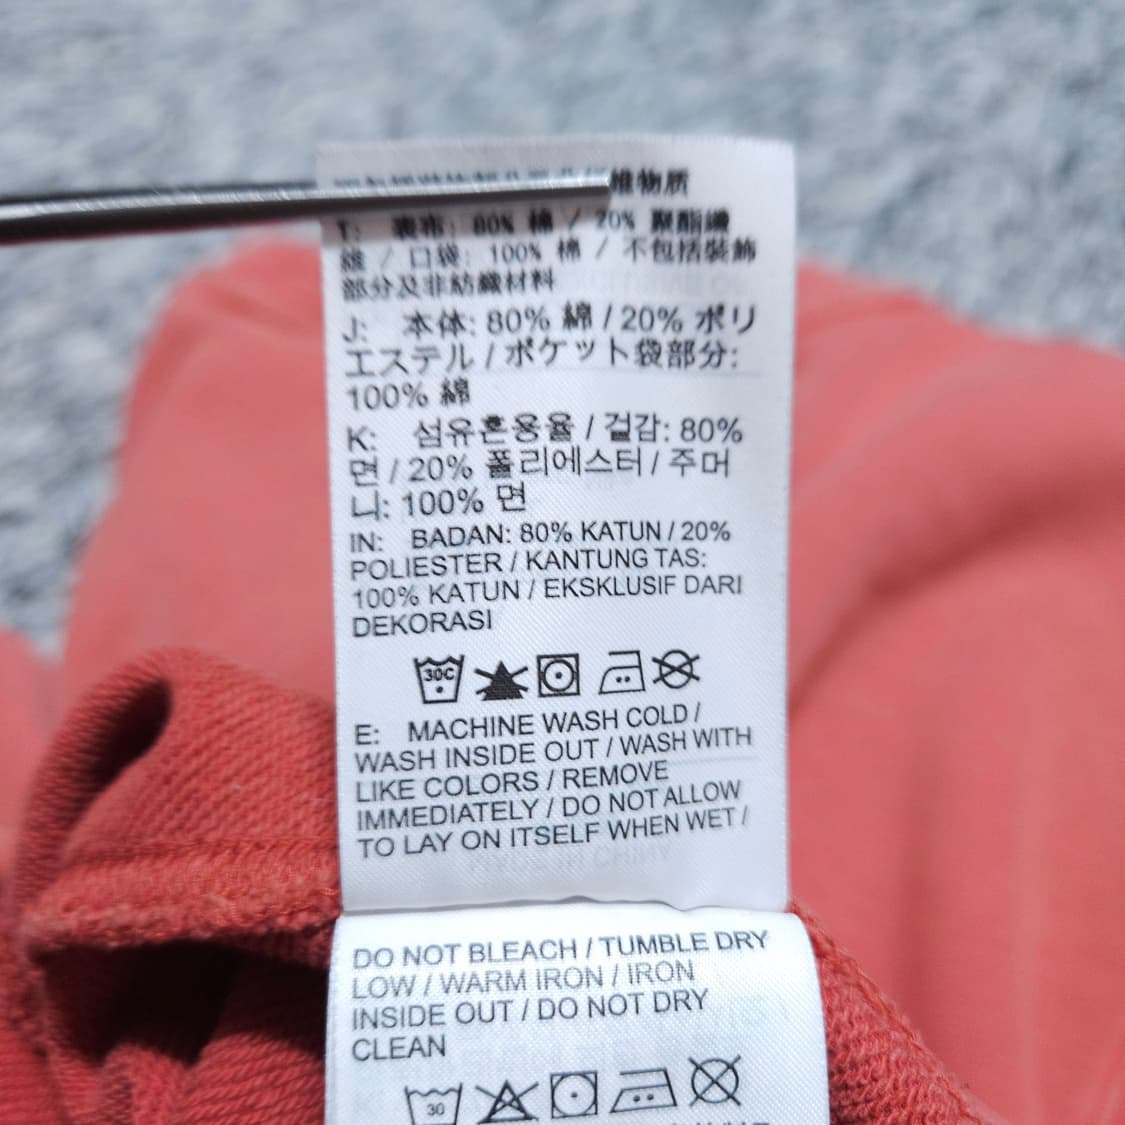 维物质
T: 表布: 80% 棉 / 20% 聚酯纖
維 / 口袋: 100% 棉 / 不包括裝飾
部分及非紡織材料
J: 本体: 80% 綿 / 20% ポリ
エステル / ポケット袋部分:
100% 綿
K: 섬유혼용율 / 겉감: 80%
면 / 20% 폴리에스터 / 주머
니: 100% 면
IN: BADAN: 80% KATUN / 20%
POLIESTER / KANTUNG TAS:
100% KATUN / EKSKLUSIF DARI
DEKORASI
30C
E: MACHINE WASH COLD /
WASH INSIDE OUT / WASH WITH
LIKE COLORS / REMOVE
IMMEDIATELY / DO NOT ALLOW
TO LAY ON ITSELF WHEN WET /
DO NOT BLEACH / TUMBLE DRY
LOW / WARM IRON / IRON
INSIDE OUT / DO NOT DRY
CLEAN
30